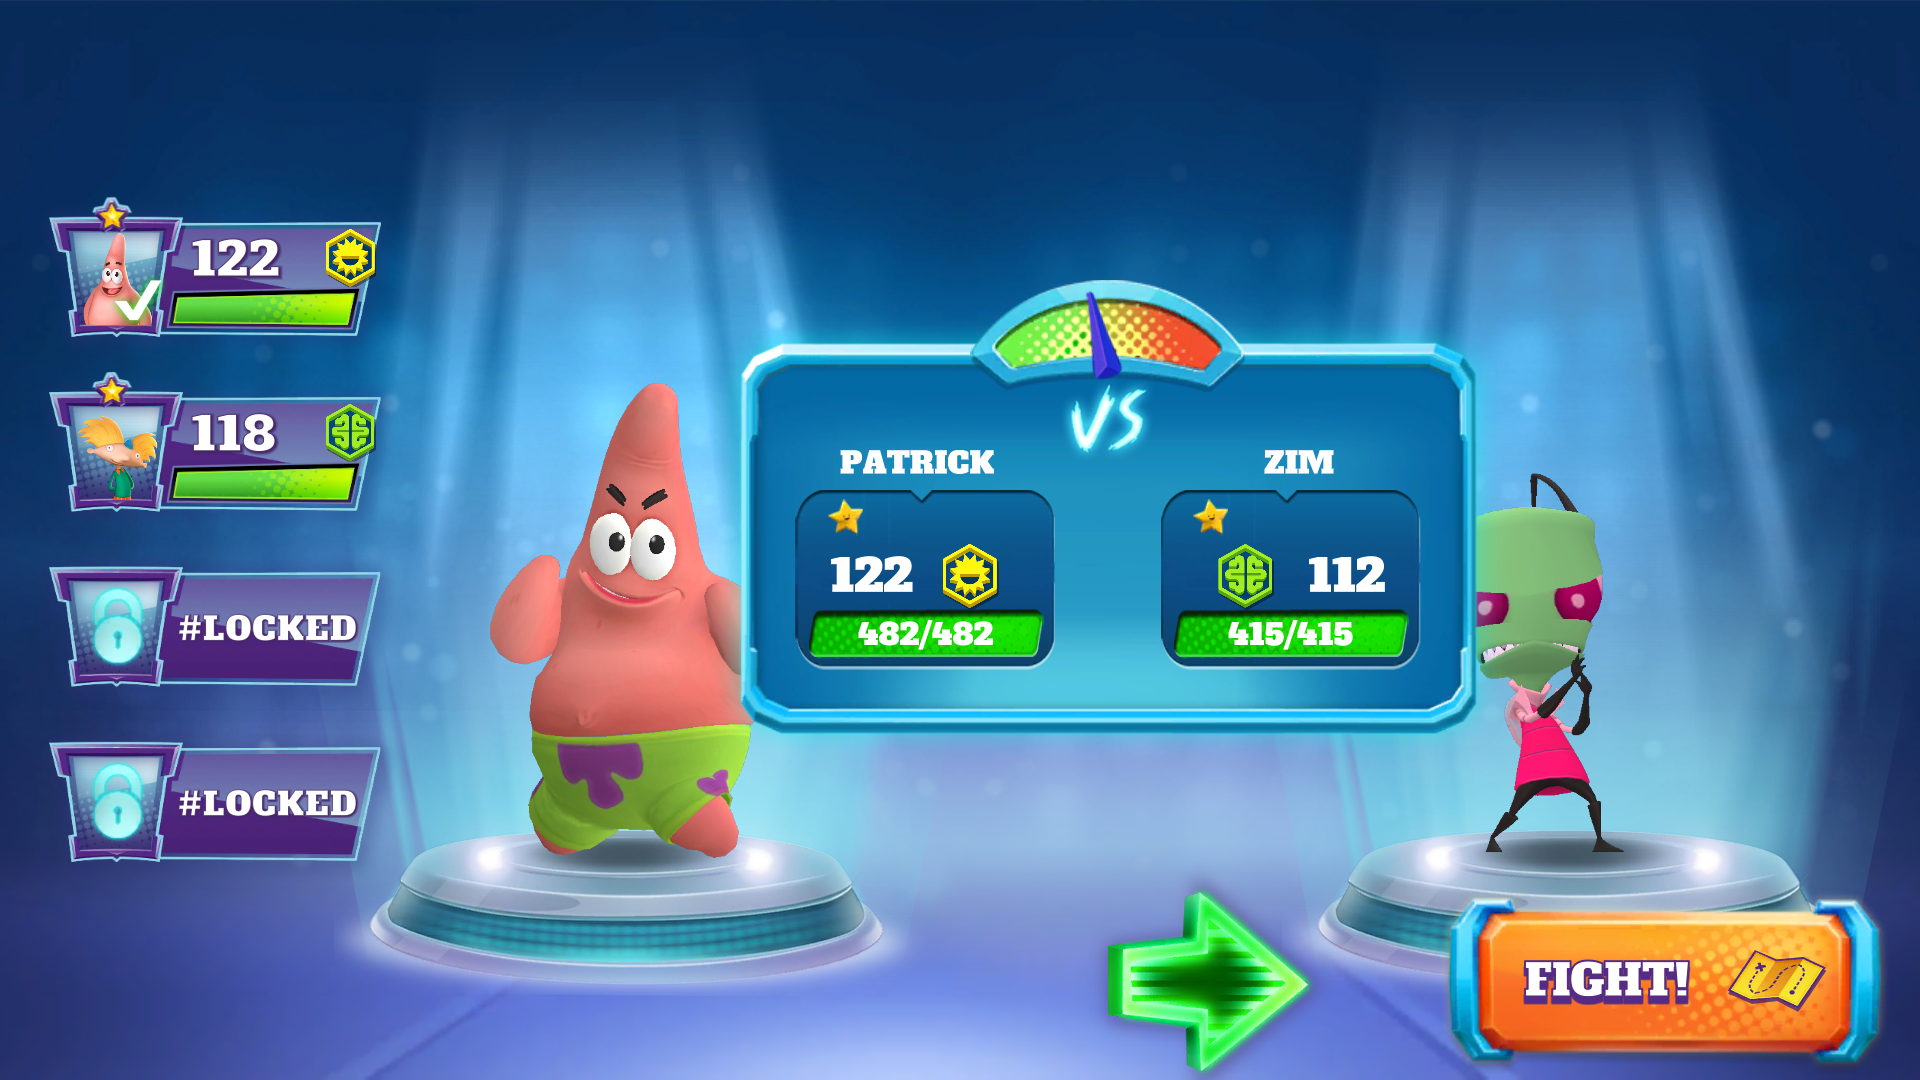 122
118
#LOCKED
#LOCKED
VS
PATRICK
122
482/482
ZIM
112
415/415
FIGHT!